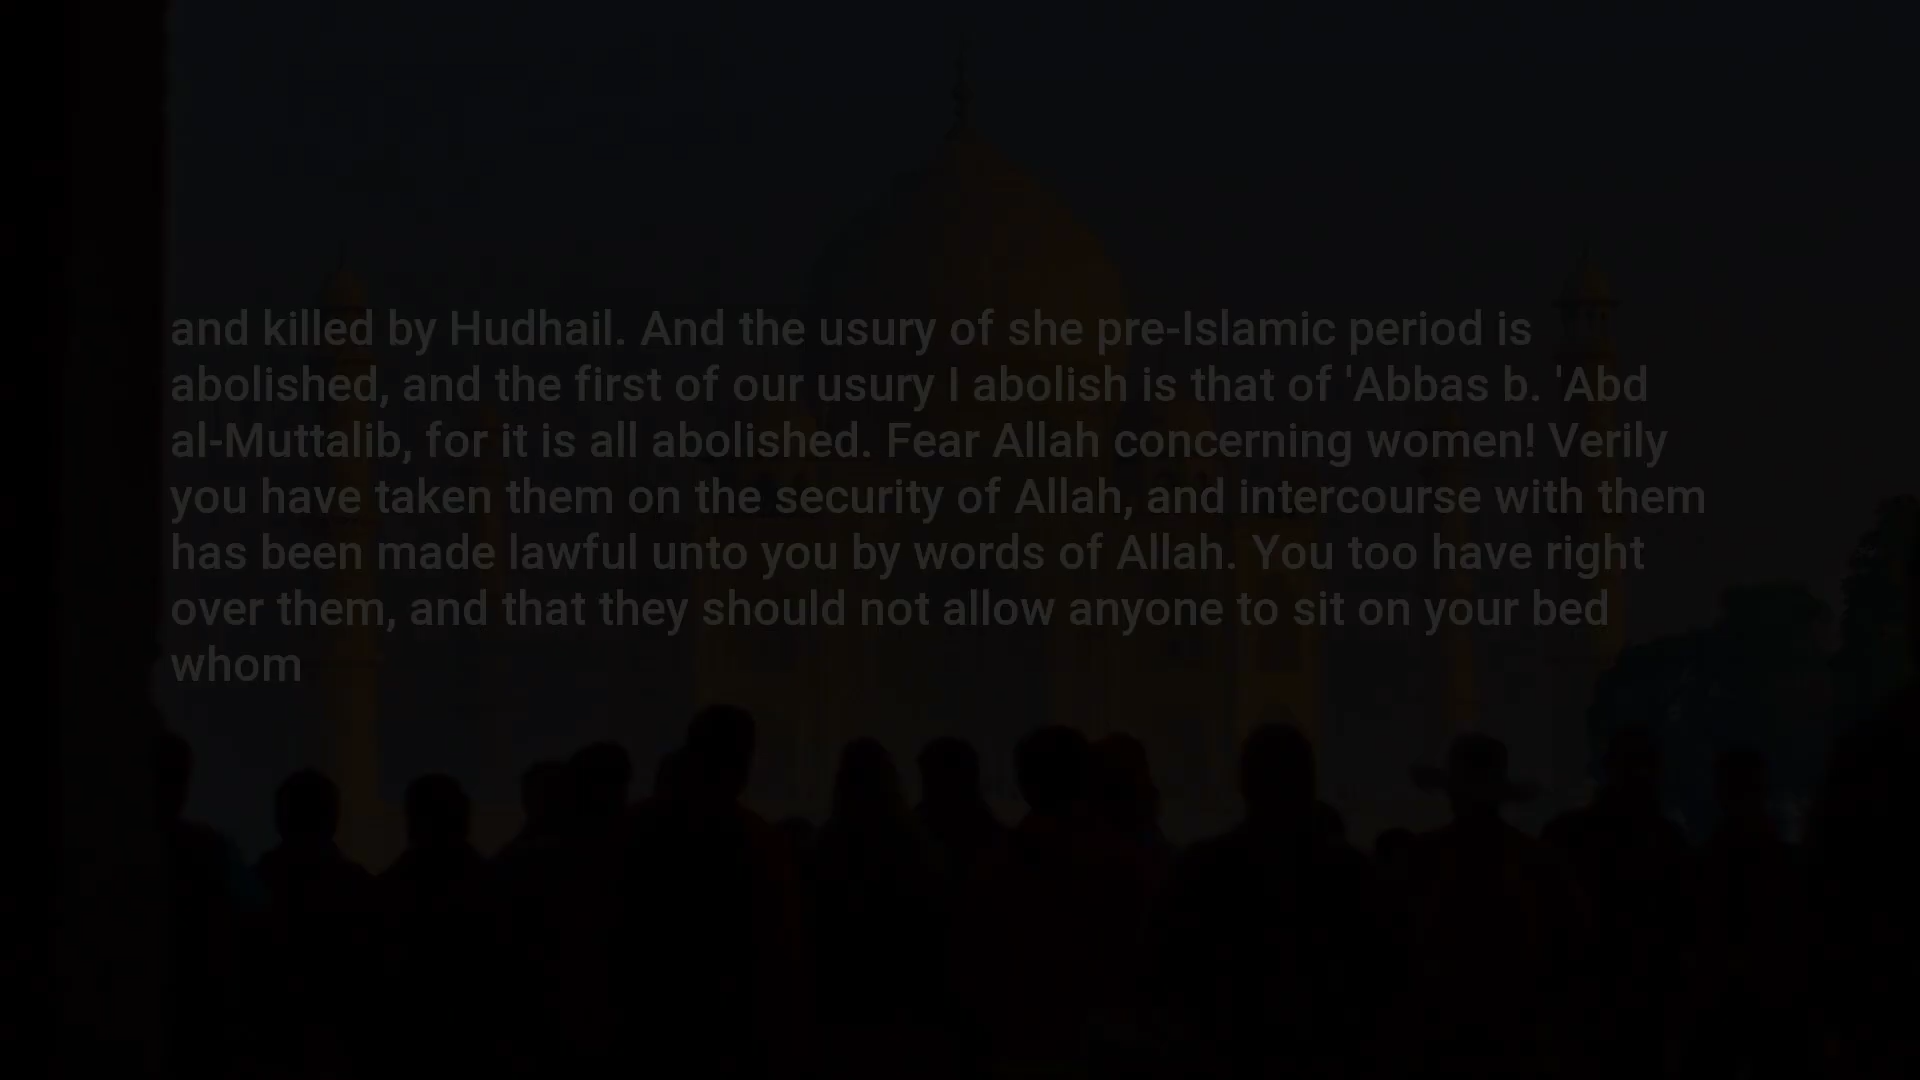 and killed by Hudhail. And the usury of she pre-Islamic period is
abolished, and the first of our usury I abolish is that of 'Abbas b. 'Abd
al-Muttalib, for it is all abolished. Fear Allah concerning women! Verily
you have taken them on the security of Allah, and intercourse with them
has been made lawful unto you by words of Allah. You too have right
over them, and that they should not allow anyone to sit on your bed
whom